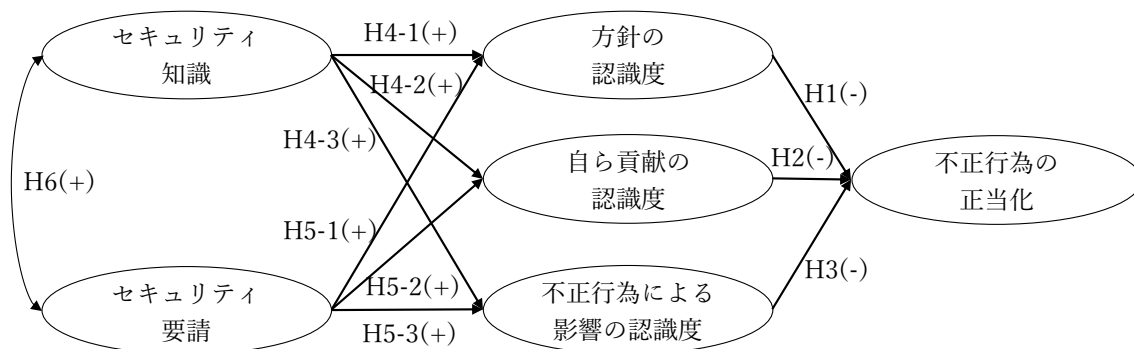 セキュリティ
知識
H4-1(+)
方針の
認識度
H4-2(+)
H1(-)
H4-3(+)
自ら貢献の
認識度
H2(-)
不正行為の
正当化
H6(+)
H5-1(+)
H3(-)
セキュリティ
要請
H5-2(+)
H5-3(+)
不正行為による
影響の認識度